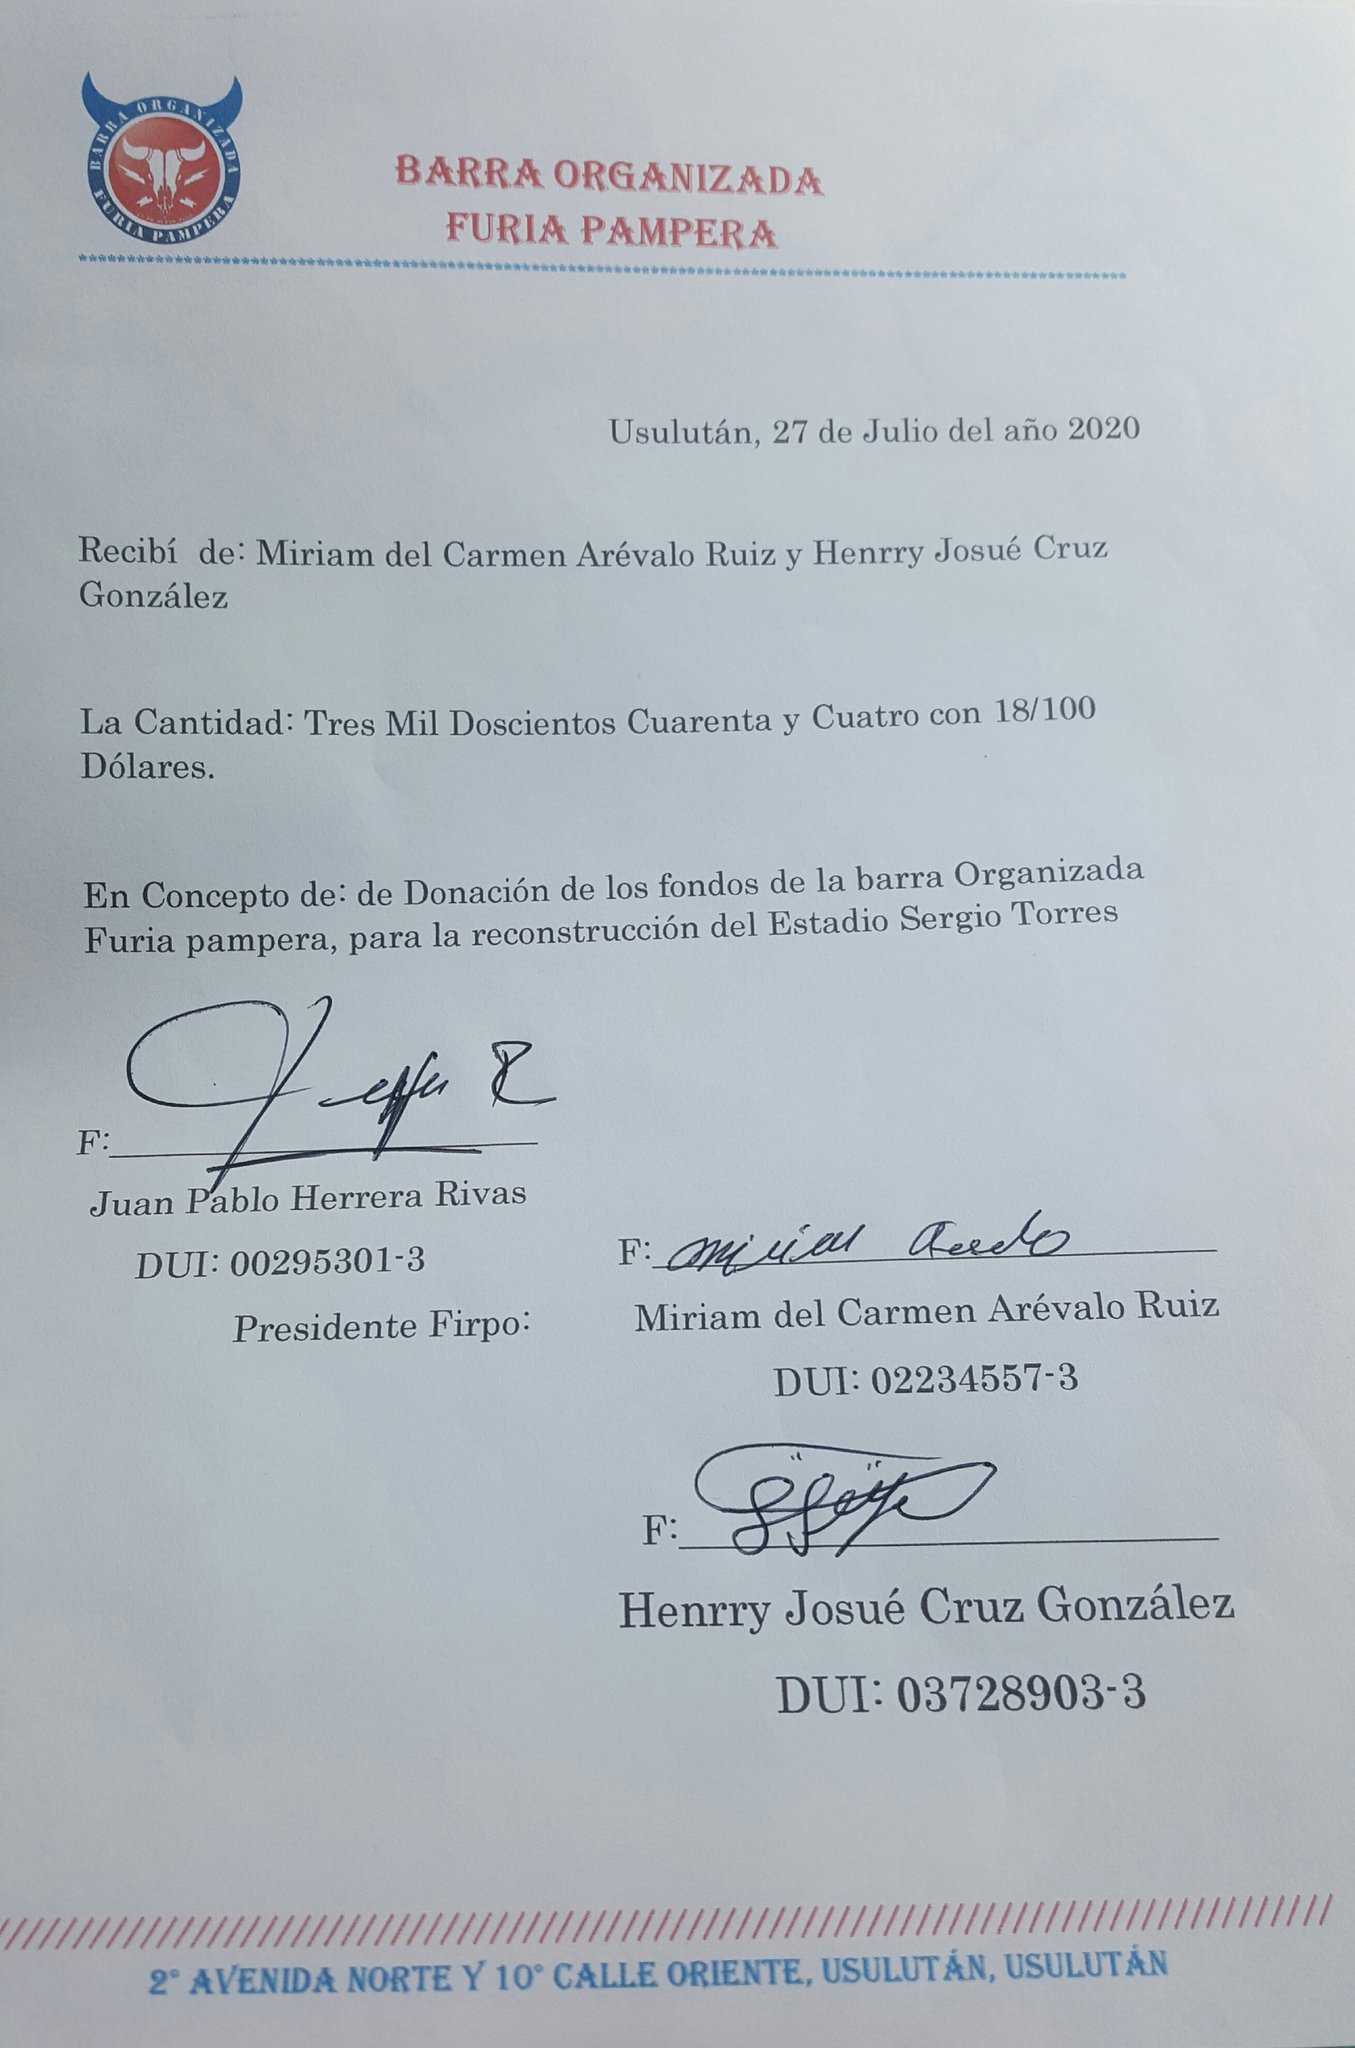 BARRA ORGANIZADA
FURIA PAMPERA
BARRA ORGANIZADA
FURIA PAMPERA
Usulután, 27 de Julio del año 2020
Recibí de: Miriam del Carmen Arévalo Ruiz y Henrry Josué Cruz
González
La Cantidad: Tres Mil Doscientos Cuarenta y Cuatro con 18/100
Dólares.
En Concepto de: de Donación de los fondos de la barra Organizada
Furia pampera, para la reconstrucción del Estadio Sergio Torres
F:
Juan Pablo Herrera Rivas
DUI: 00295301-3
Presidente Firpo:
F: Miriam
Miriam del Carmen Arévalo Ruiz
DUI: 02234557-3
F:
Henrry Josué Cruz González
DUI: 03728903-3
2° AVENIDA NORTE Y 10° CALLE ORIENTE, USULUTÁN, USULUTÁN